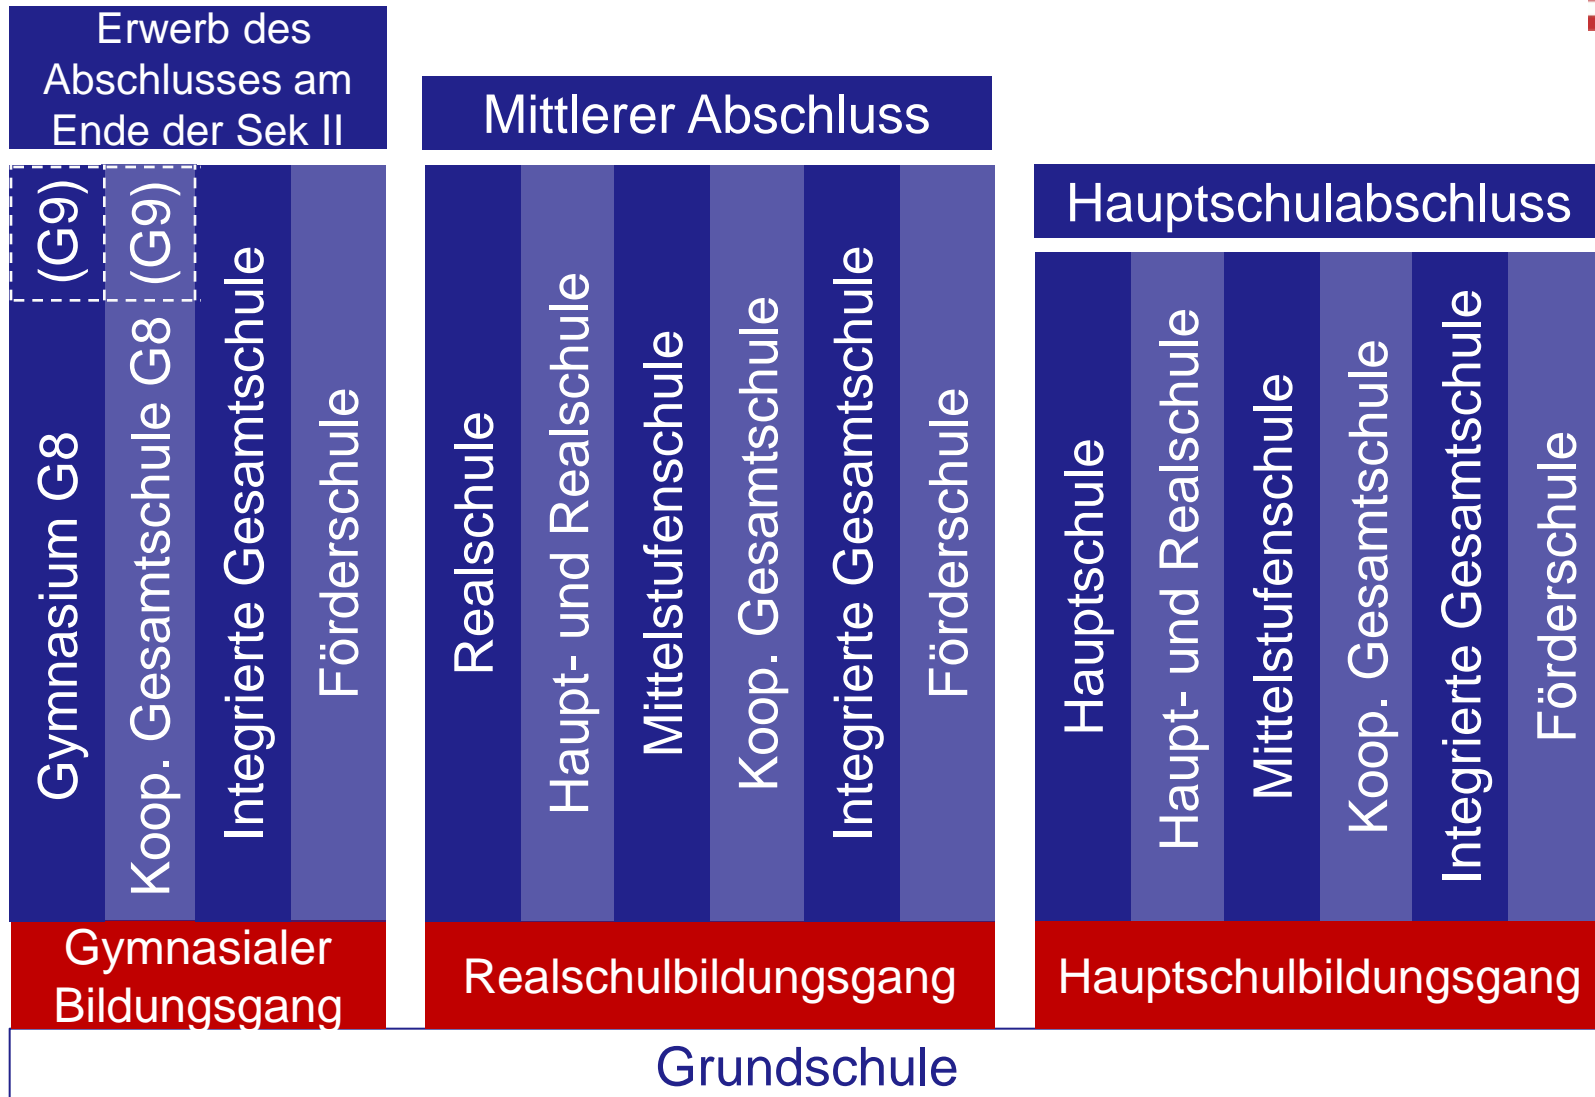 Erwerb des
Abschlusses am
Ende der Sek II
Mittlerer Abschluss
Hauptschulabschluss
Gymnasium G8 (G9)
Koop. Gesamtschule G8 (G9)
Integrierte Gesamtschule
Förderschule
Realschule
Haupt- und Realschule
Mittelstufenschule
Koop. Gesamtschule
Integrierte Gesamtschule
Förderschule
Hauptschule
Haupt- und Realschule
Mittelstufenschule
Koop. Gesamtschule
Integrierte Gesamtschule
Förderschule
Gymnasialer
Bildungsgang
Realschulbildungsgang
Hauptschulbildungsgang
Grundschule